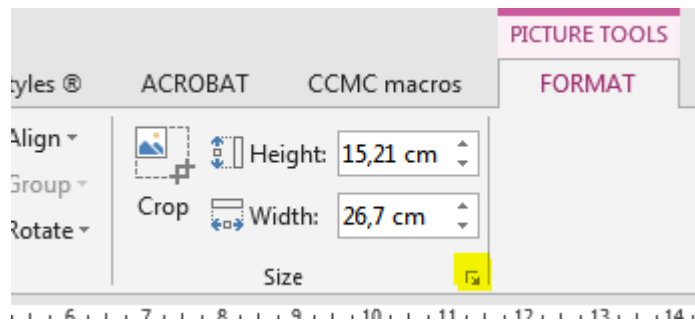 PICTURE TOOLS
tyles ® ACROBAT CCMC macros FORMAT
Align
Group
Rotate
Crop
Height: 15,21 cm
Width: 26,7 cm
Size
6 7 8 9 10 11 12 13 14